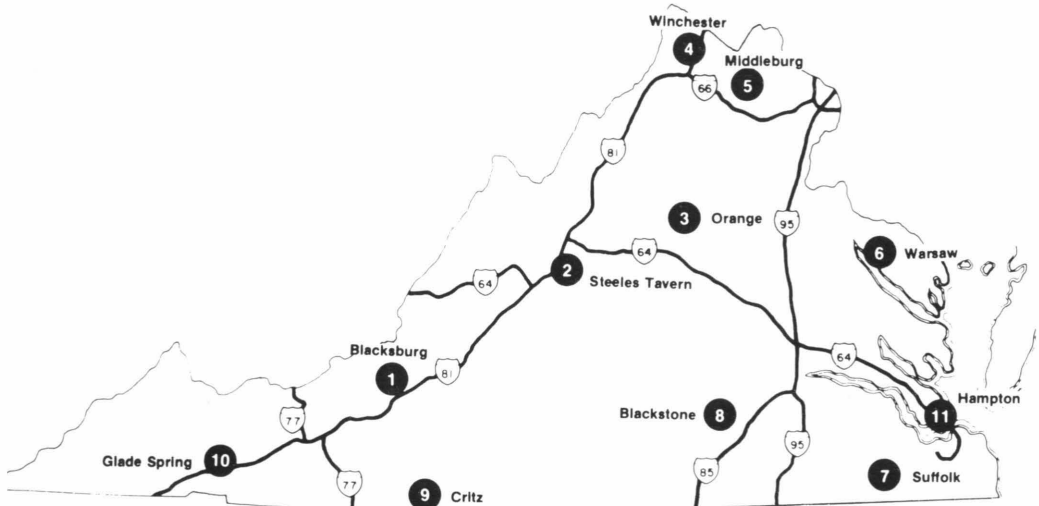 Winchester
4
Middleburg
5
66
81
3 Orange
95
6 Warsaw
64
2 Steeles Tavern
64
Blacksburg
1
81
64
Hampton
11
Blackstone 8
77
95
Glade Spring 10
85
7 Suffolk
77
9 Critz